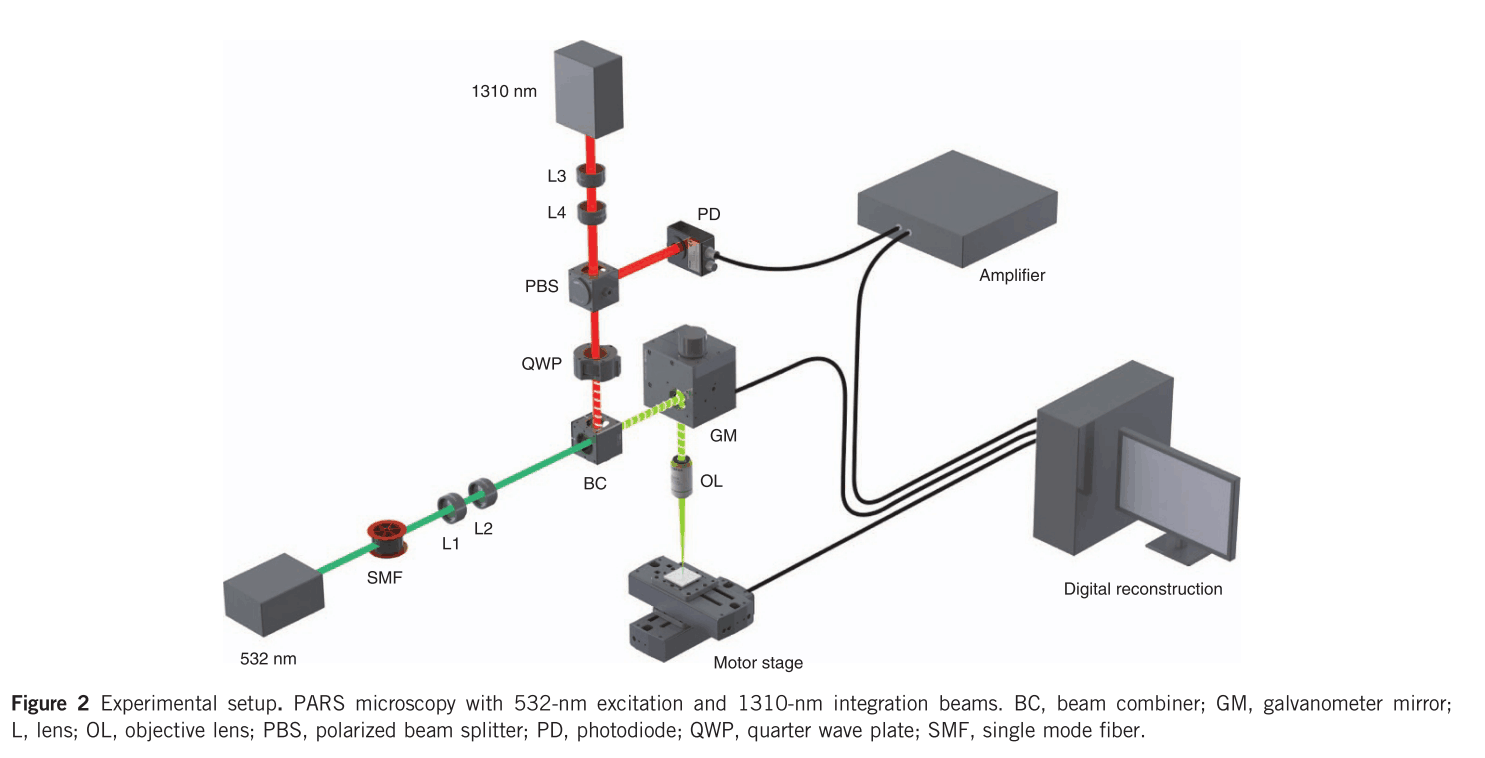 1310 nm
L3
L4
PD
PBS
Amplifier
QWP
GM
BC
OL
L2
L1
SMF
Digital reconstruction
532 nm
Motor stage
Figure 2 Experimental setup. PARS microscopy with 532-nm excitation and 1310-nm integration beams. BC, beam combiner; GM, galvanometer mirror;
L, lens; OL, objective lens; PBS, polarized beam splitter; PD, photodiode; QWP, quarter wave plate; SMF, single mode fiber.